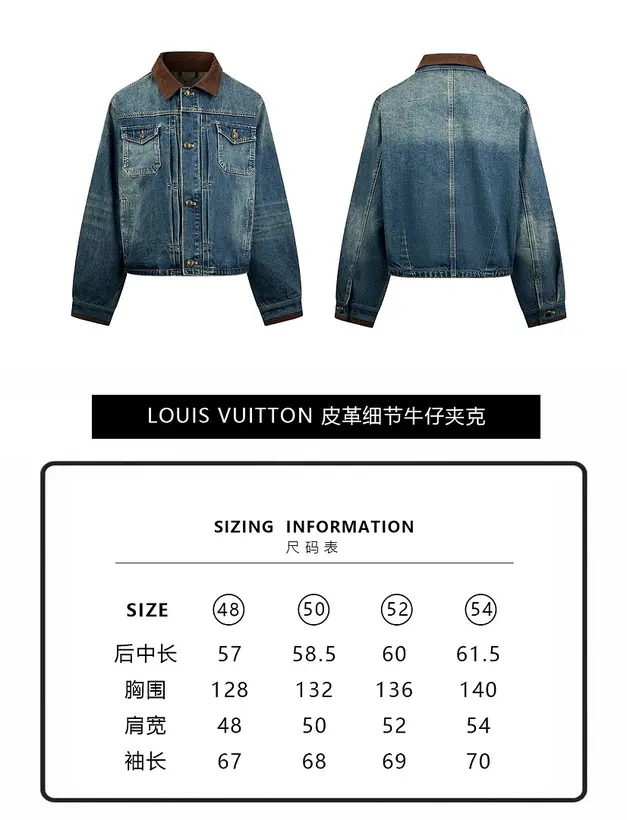 LOUIS VUITTON 皮革细节牛仔夹克
SIZING INFORMATION
尺码表
SIZE 48 50 52 54
后中长 57 58.5 60 61.5
胸围 128 132 136 140
肩宽 48 50 52 54
袖长 67 68 69 70